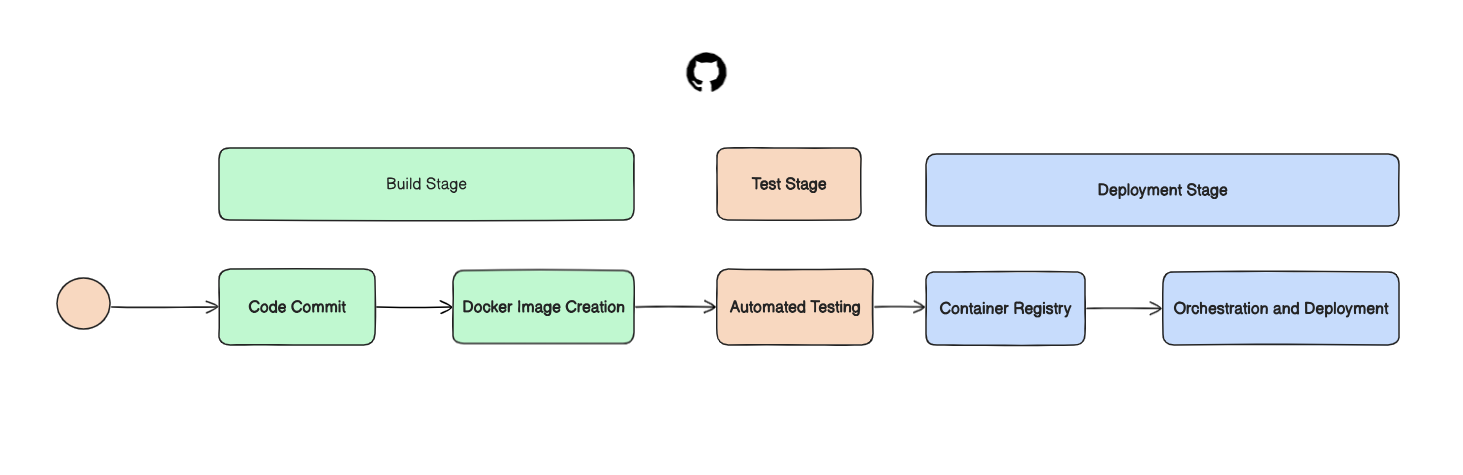 Build Stage
Test Stage
Deployment Stage
Code Commit
Docker Image Creation
Automated Testing
Container Registry
Orchestration and Deployment